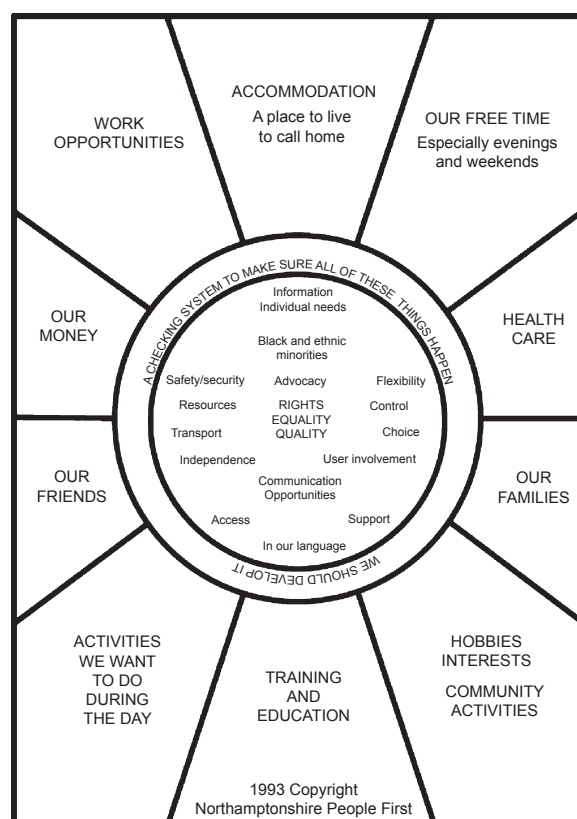 ACCOMMODATION
A place to live
to call home
WORK
OPPORTUNITIES
OUR FREE TIME
Especially evenings
and weekends
OUR
MONEY
HEALTH
CARE
A CHECKING SYSTEM TO MAKE SURE ALL OF THESE THINGS HAPPEN
Information
Individual needs
Black and ethnic
minorities
Safety/security
Advocacy
Flexibility
Resources
RIGHTS
EQUALITY
QUALITY
Control
Transport
Choice
Independence
User involvement
Communication
Opportunities
Access
Support
In our language
WE SHOULD DEVELOP IT
OUR
FRIENDS
OUR
FAMILIES
ACTIVITIES
WE WANT
TO DO
DURING
THE DAY
TRAINING
AND
EDUCATION
HOBBIES
INTERESTS
COMMUNITY
ACTIVITIES
1993 Copyright
Northamptonshire People First